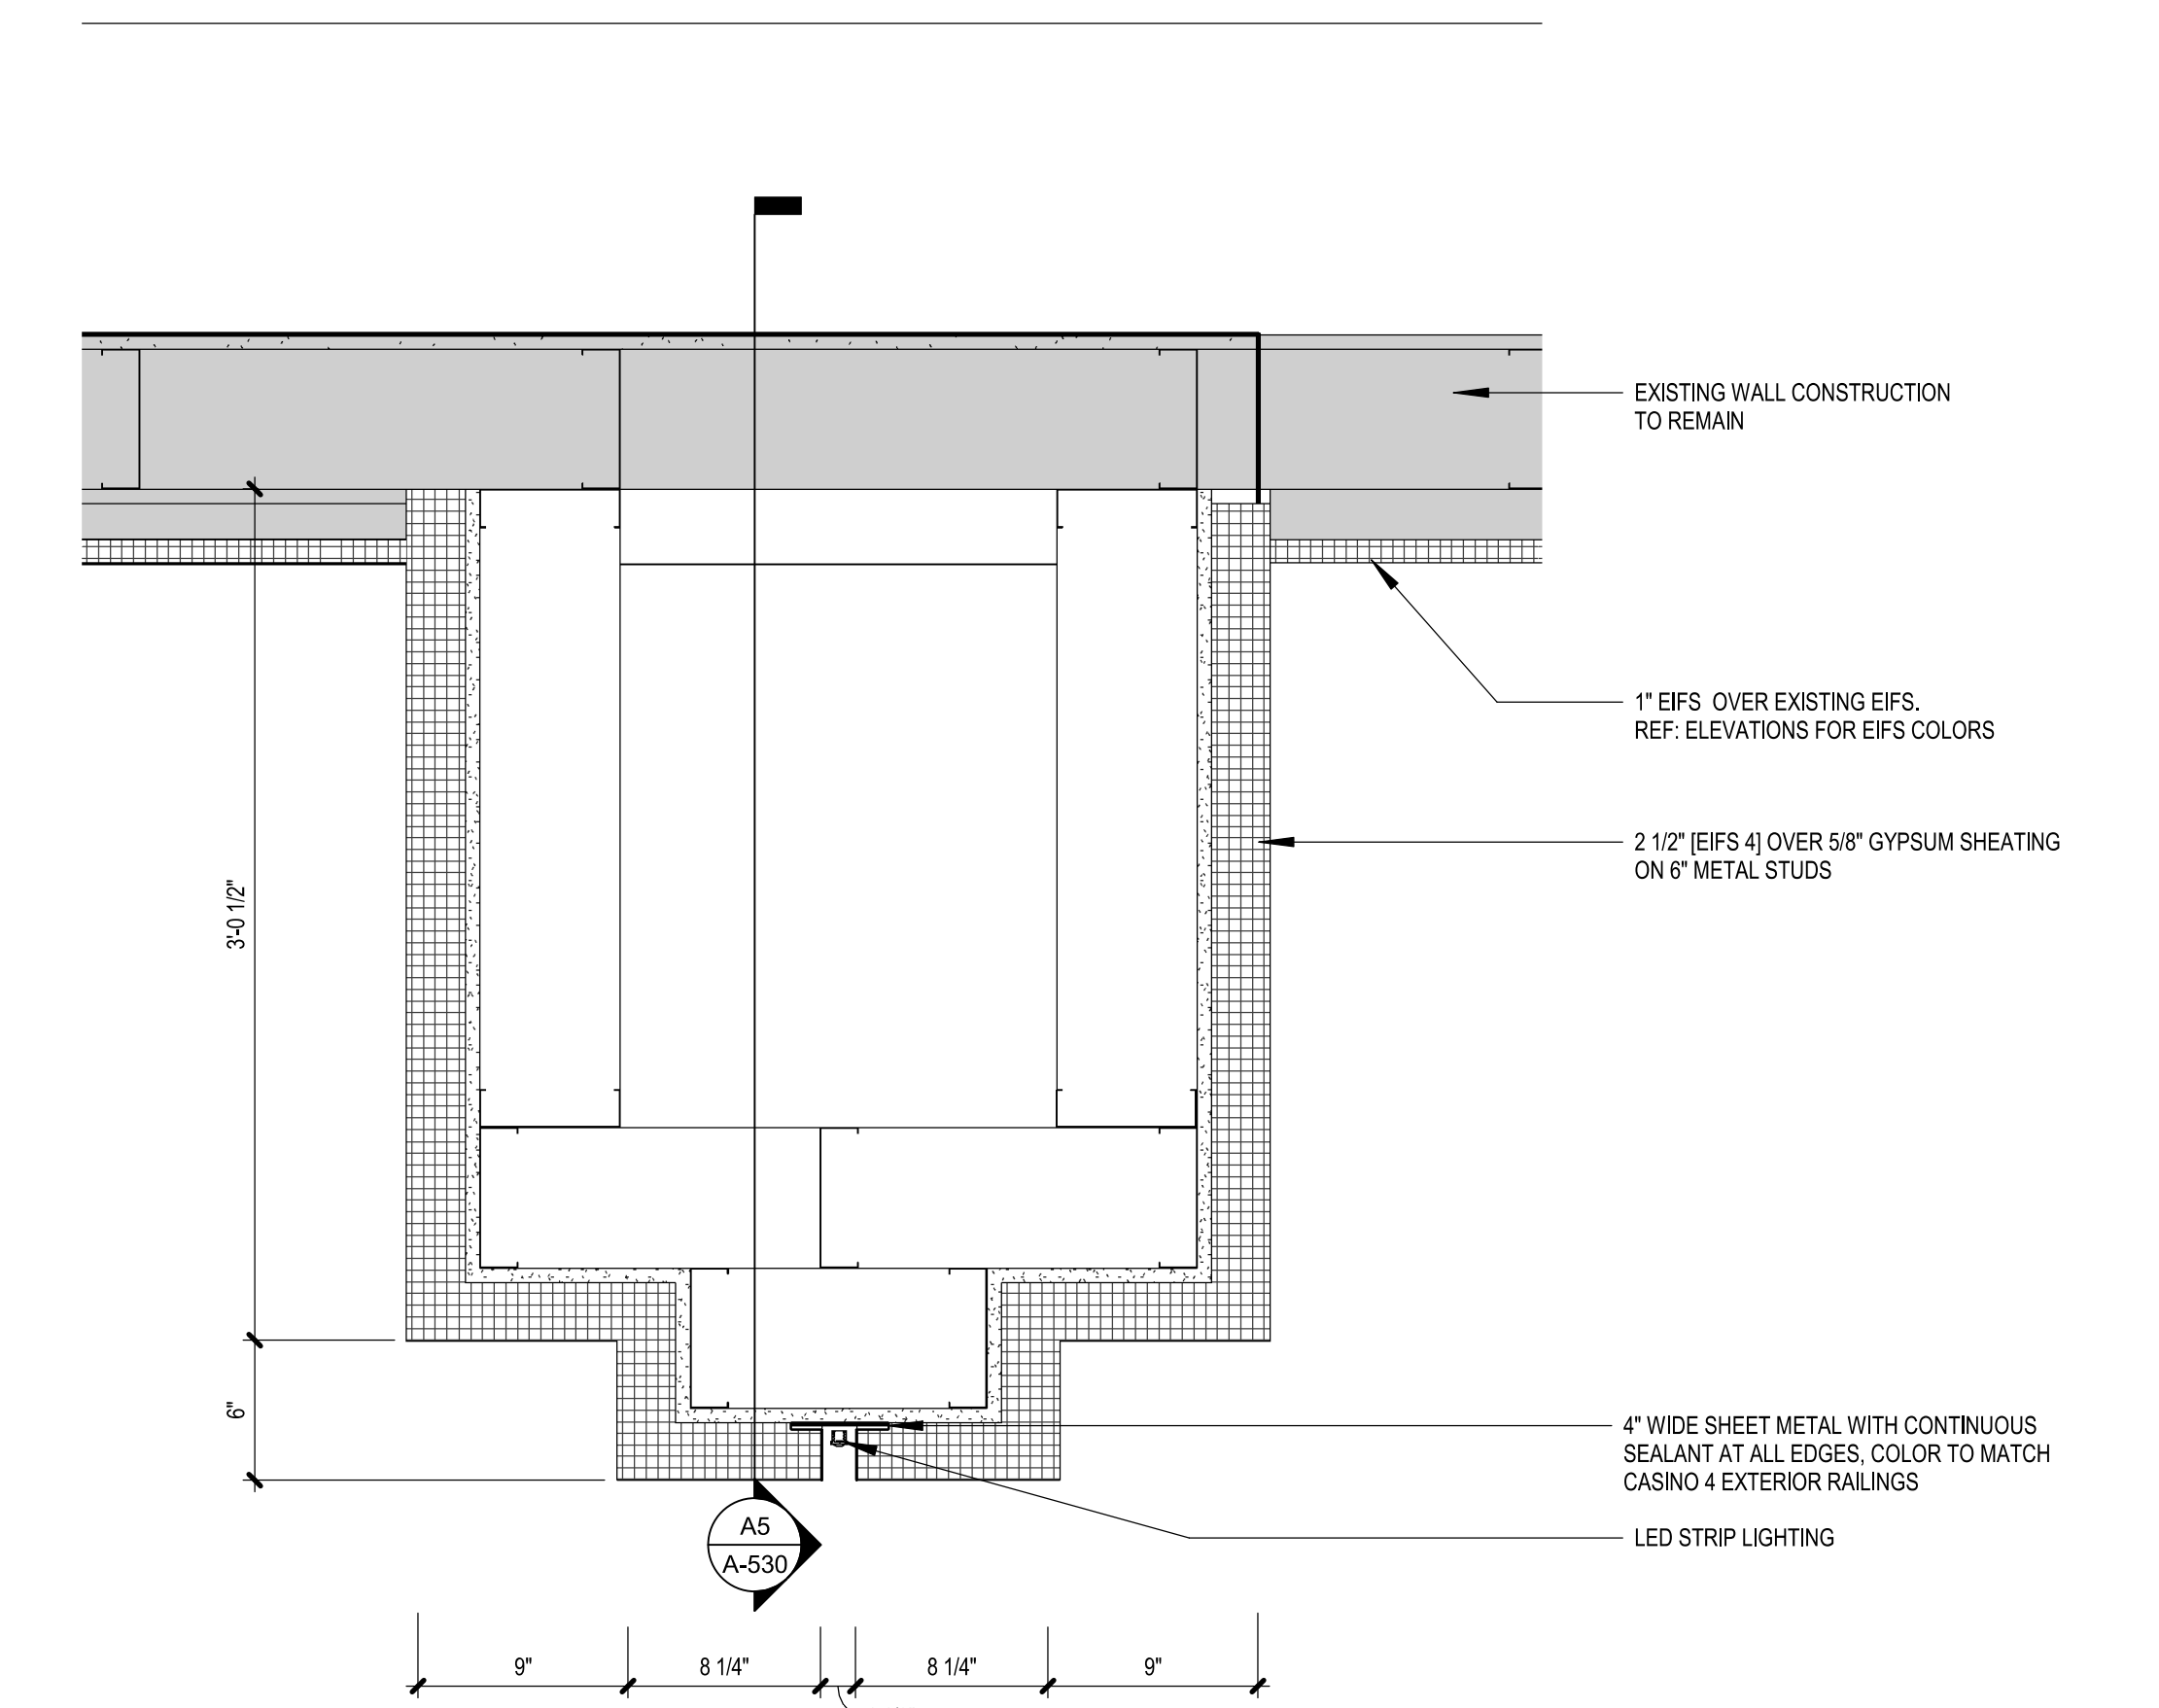 EXISTING WALL CONSTRUCTION
TO REMAIN
1" EIFS OVER EXISTING EIFS.
REF: ELEVATIONS FOR EIFS COLORS
2 1/2" [EIFS 4] OVER 5/8" GYPSUM SHEATING
ON 6" METAL STUDS
3'-0 1/2"
6"
4" WIDE SHEET METAL WITH CONTINUOUS
SEALANT AT ALL EDGES, COLOR TO MATCH
CASINO 4 EXTERIOR RAILINGS
LED STRIP LIGHTING
A5
A-530
9"
8 1/4"
8 1/4"
9"